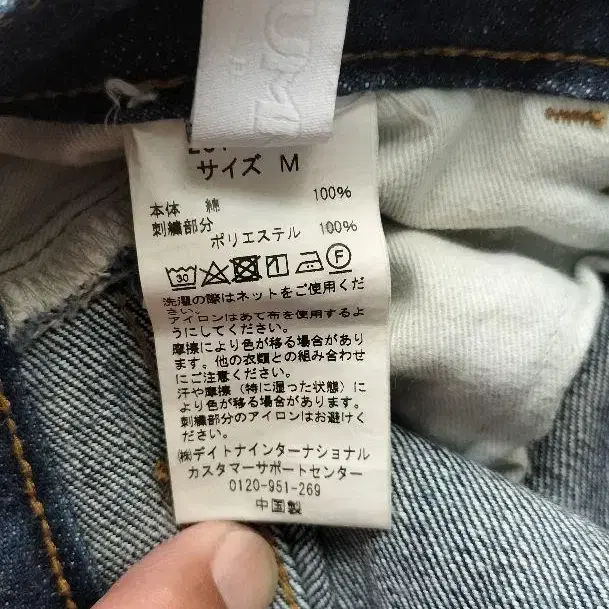 サイズ M
本体 綿 100%
刺繍部分
ポリエステル 100%
30
洗濯の際はネットをご使用くだ
さい。
アイロンはあて布を使用するよ
うにしてください。
摩擦により色が移る場合があり
ます。他の衣類との組み合わせ
にご注意ください。
汗や摩擦（特に湿った状態）に
より色が移る場合があります。
刺繍部分のアイロンはお避けく
ださい。
㈱デイトナインターナショナル
カスタマーサポートセンター
0120-951-269
中国製